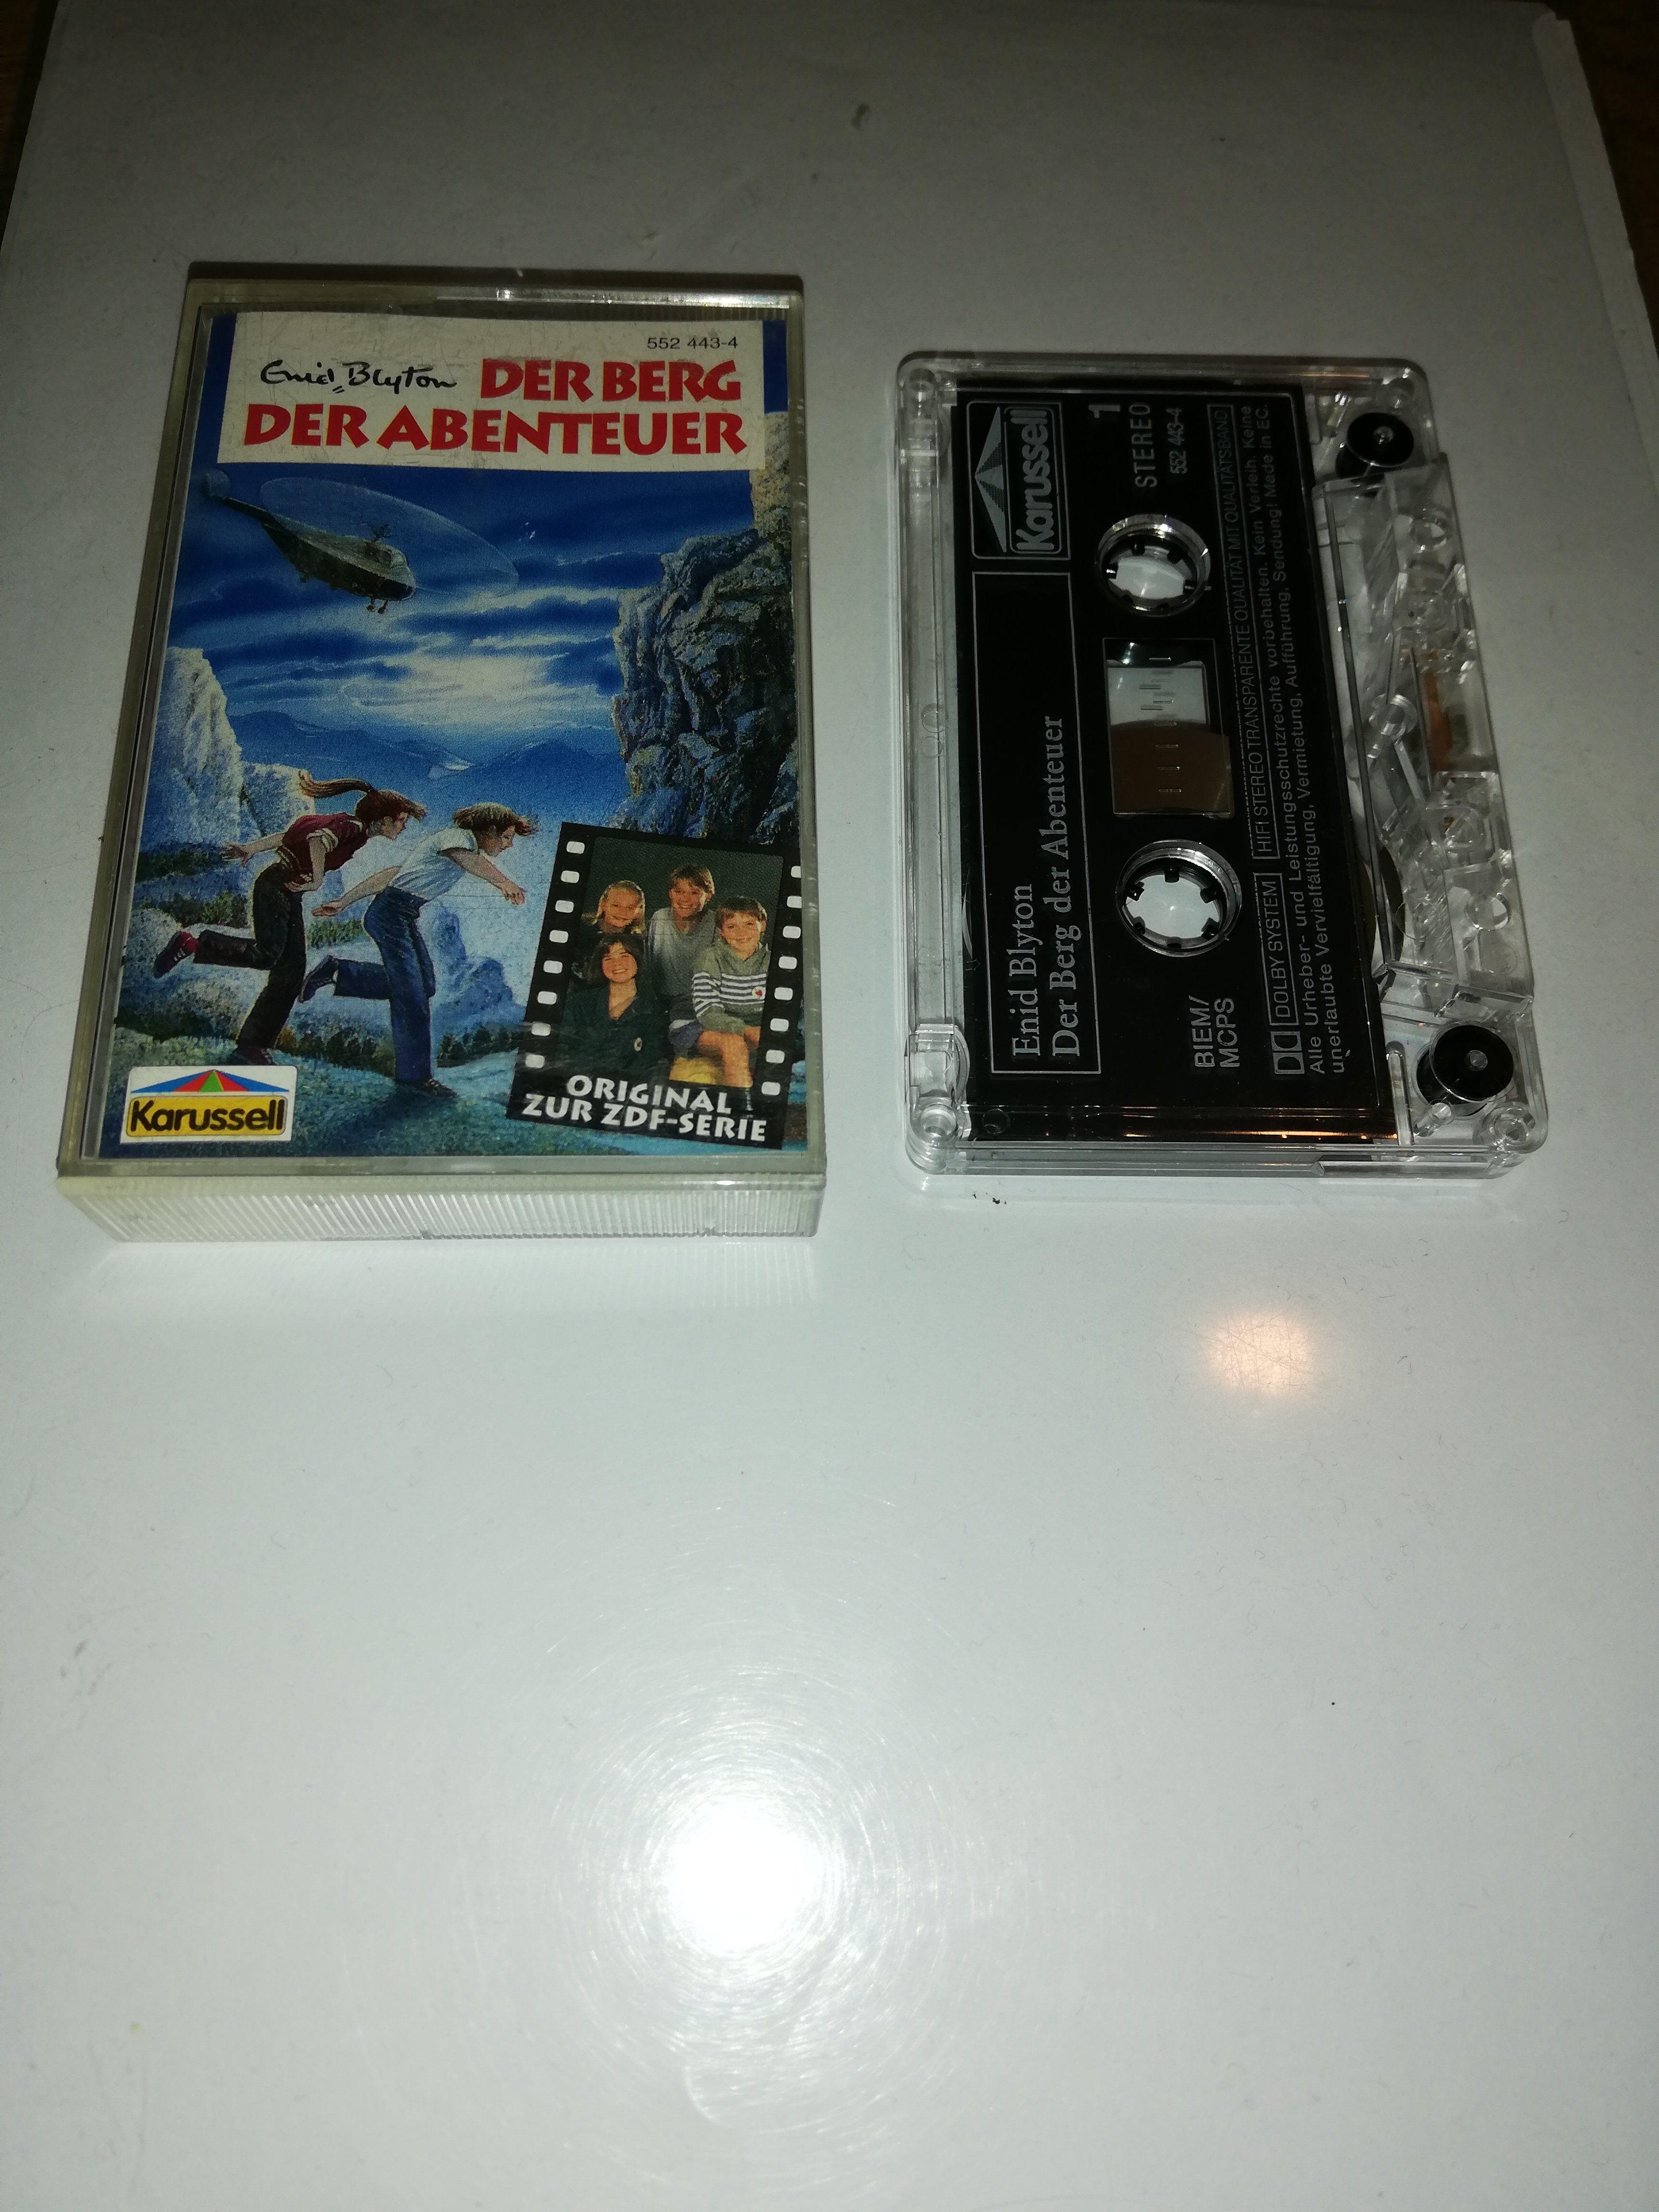 552 443-4
Enid Blyton DER BERG
DER ABENTEUER
Karussell
ORIGINAL
ZUR ZDF-SERIE
Karussell
Enid Blyton
Der Berg der Abenteuer
1
STEREO
552 443-4
BIEM/
MCPS
DOLBY SYSTEM HIFI STEREO TRANSPARENTE QUALITÄT MIT QUALITÄTSBAND
Alle Urheber- und Leistungsschutzrechte vorbehalten. Kein Verleih. Keine
unerlaubte Vervielfältigung, Vermietung, Aufführung, Sendung! Made in EC.